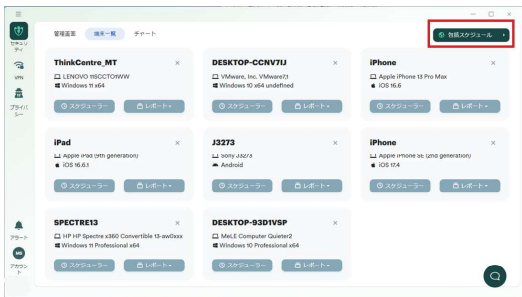 管理画面 端末一覧 チャート
包括スケジュール
セキュリ
ティ
VPN
プライバ
シー
アラート
MS
アカウン
ト
ThinkCentre_MT
LENOVO 11SCCTO1WW
Windows 11 x64
スケジューラー レポート
DESKTOP-CCNV7IJ
VMware, Inc. VMware7,1
Windows 10 x64 undefined
スケジューラー レポート
iPhone
Apple iPhone 13 Pro Max
iOS 16.6
スケジューラー レポート
iPad
Apple iPad (9th generation)
iOS 16.6.1
スケジューラー レポート
J3273
Sony J3273
Android
スケジューラー レポート
iPhone
Apple iPhone SE (2nd generation)
iOS 17.4
スケジューラー レポート
SPECTRE13
HP HP Spectre x360 Convertible 13-aw0xxx
Windows 11 Professional x64
スケジューラー レポート
DESKTOP-93D1VSP
MeLE Computer Quieter2
Windows 10 Professional x64
スケジューラー レポート